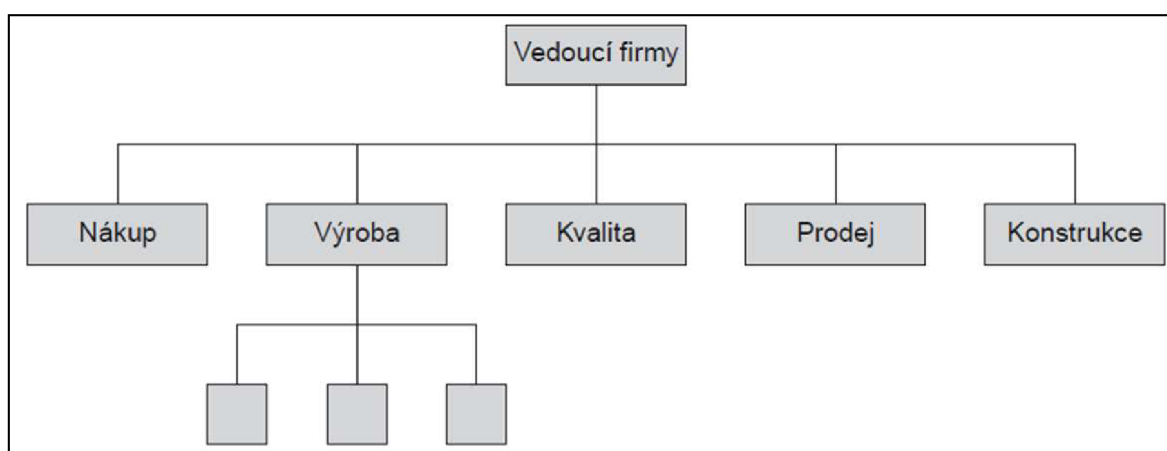 Vedoucí firmy
Nákup
Výroba
Kvalita
Prodej
Konstrukce